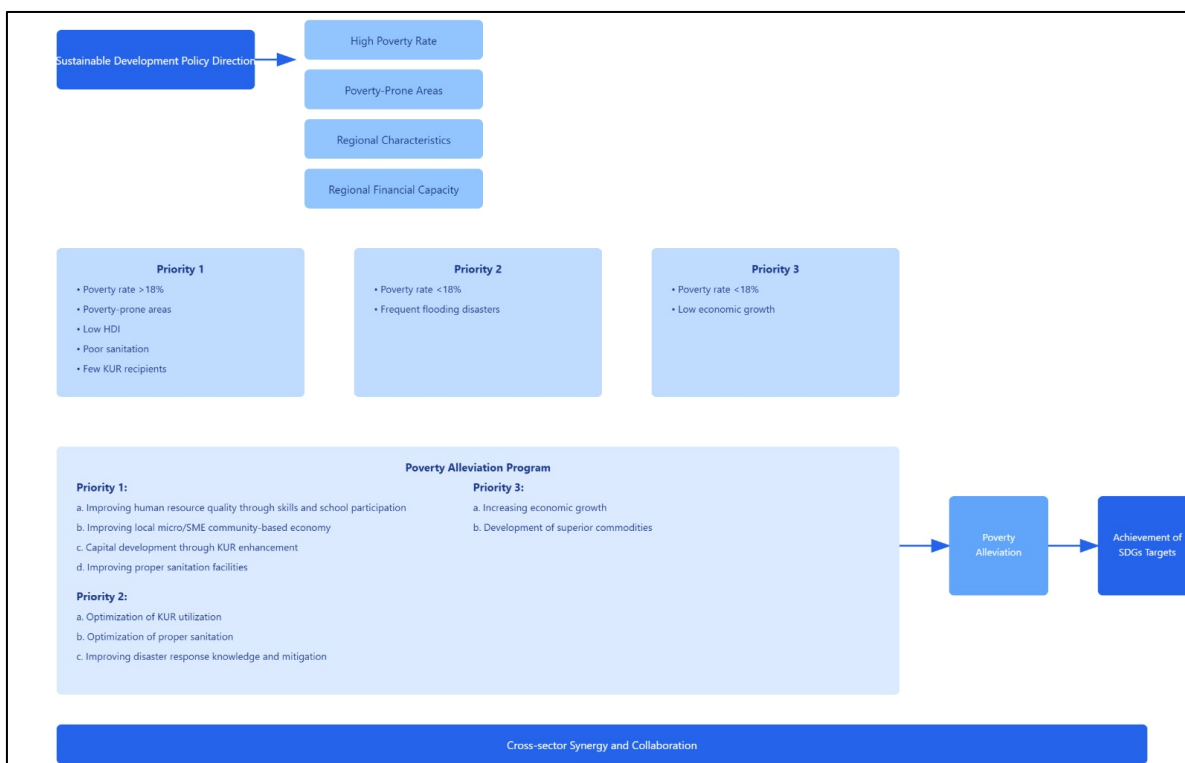 Sustainable Development Policy Direction
High Poverty Rate
Poverty-Prone Areas
Regional Characteristics
Regional Financial Capacity
Priority 1
• Poverty rate >18%
• Poverty-prone areas
• Low HDI
• Poor sanitation
• Few KUR recipients
Priority 2
• Poverty rate <18%
• Frequent flooding disasters
Priority 3
• Poverty rate <18%
• Low economic growth
Poverty Alleviation Program
Priority 1:
a. Improving human resource quality through skills and school participation
b. Improving local micro/SME community-based economy
c. Capital development through KUR enhancement
d. Improving proper sanitation facilities
Priority 2:
a. Optimization of KUR utilization
b. Optimization of proper sanitation
c. Improving disaster response knowledge and mitigation
Priority 3:
a. Increasing economic growth
b. Development of superior commodities
Poverty
Alleviation
Achievement of
SDGs Targets
Cross-sector Synergy and Collaboration